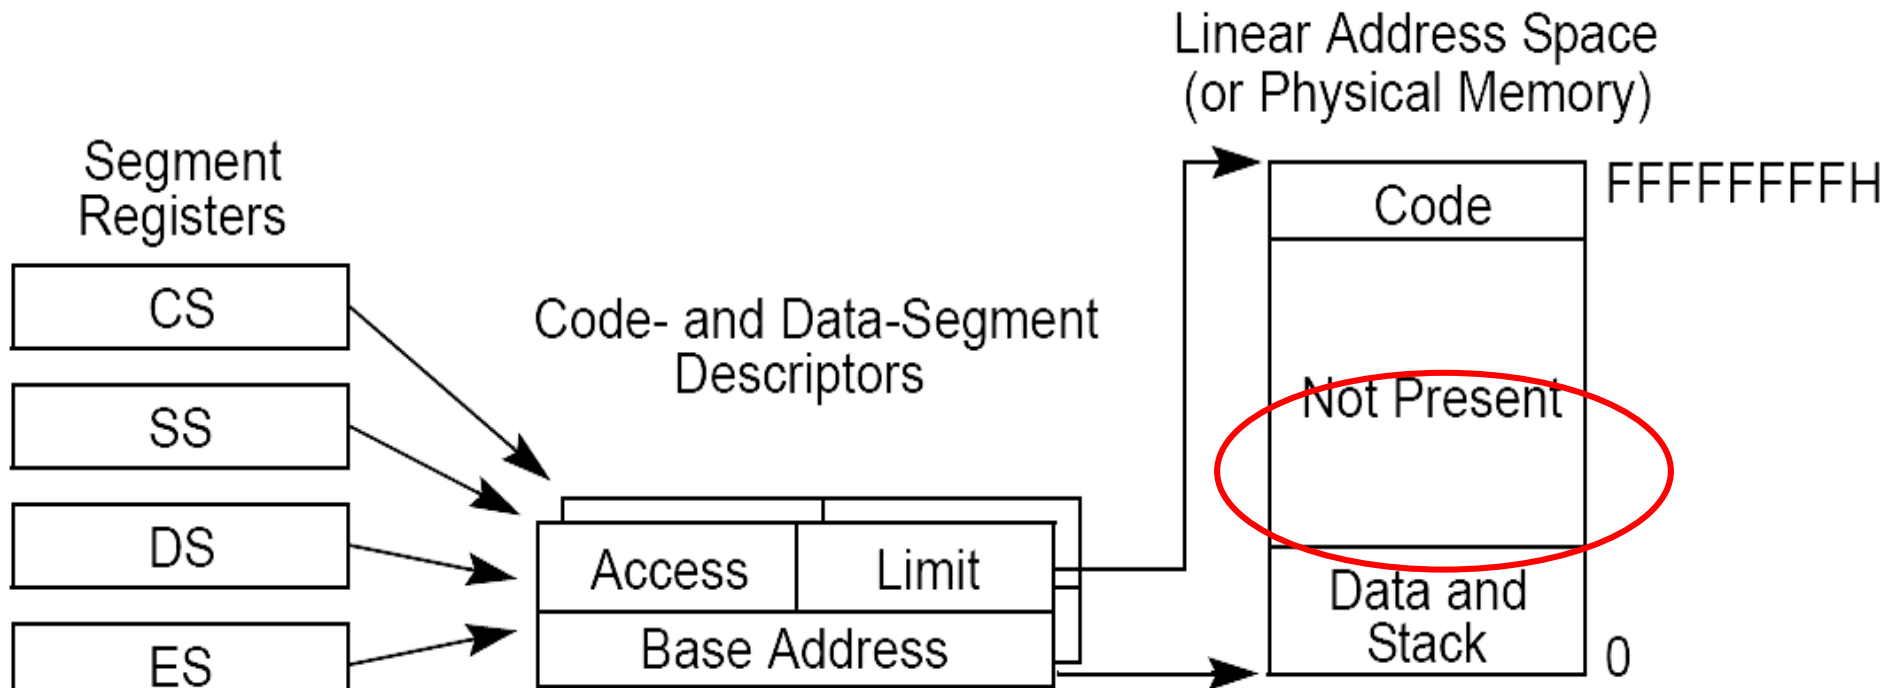 Linear Address Space
(or Physical Memory)
Segment
Registers
FFFFFFFFH
Code
CS
Code- and Data-Segment
Descriptors
Not Present
SS
DS
Access
Limit
Data and
Stack
0
ES
Base Address